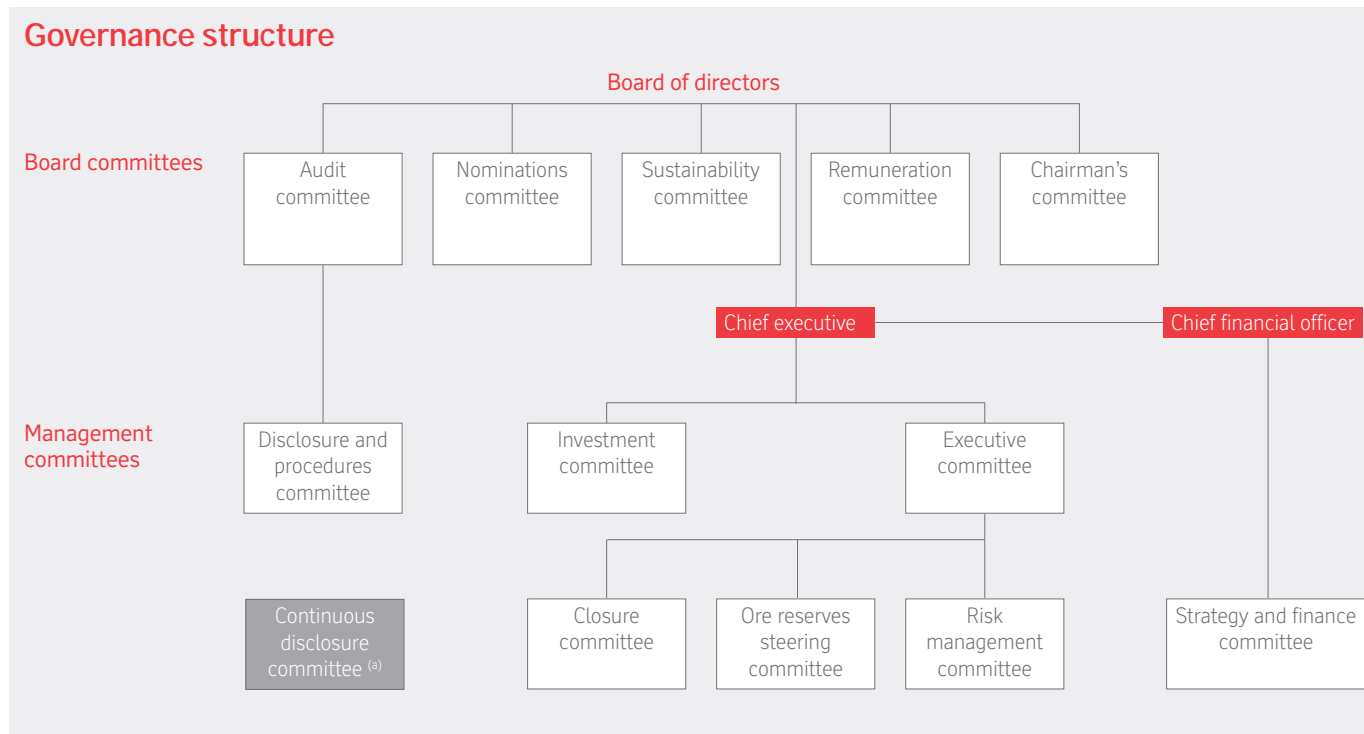 Governance structure
Board of directors
Board committees
Audit
committee
Nominations
committee
Sustainability
committee
Remuneration
committee
Chairman’s
committee
Chief executive
Chief financial officer
Management
committees
Disclosure and
procedures
committee
Investment
committee
Executive
committee
Continuous
disclosure
committee (a)
Closure
committee
Ore reserves
steering
committee
Risk
management
committee
Strategy and finance
committee